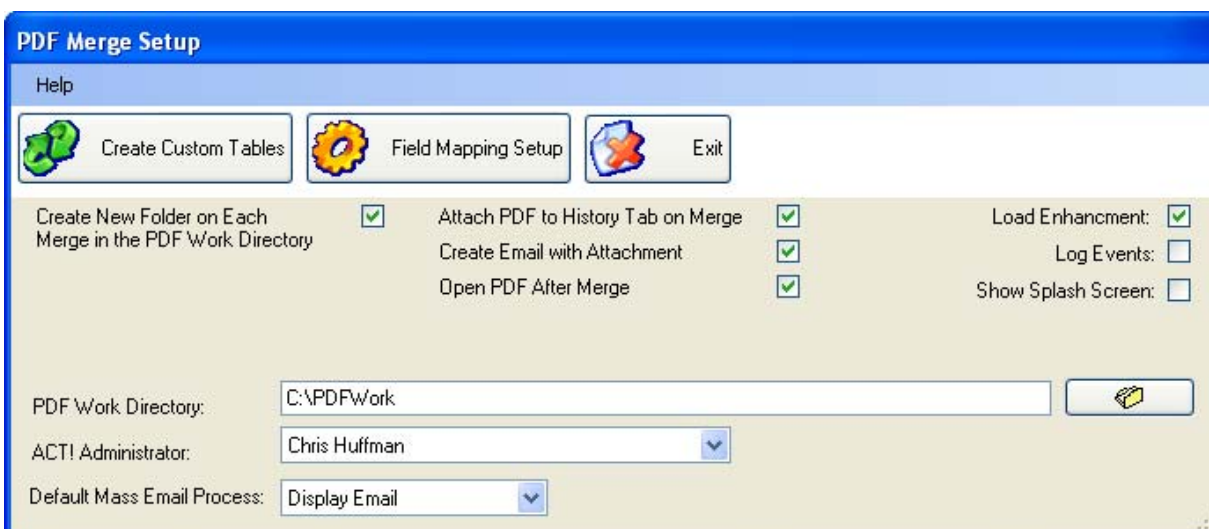 PDF Merge Setup
Help
Create Custom Tables
Field Mapping Setup
Exit
Create New Folder on Each
Merge in the PDF Work Directory
Attach PDF to History Tab on Merge
Create Email with Attachment
Open PDF After Merge
Load Enhancment:
Log Events:
Show Splash Screen:
PDF Work Directory:
C:\PDFWork
ACT! Administrator:
Chris Huffman
Default Mass Email Process:
Display Email